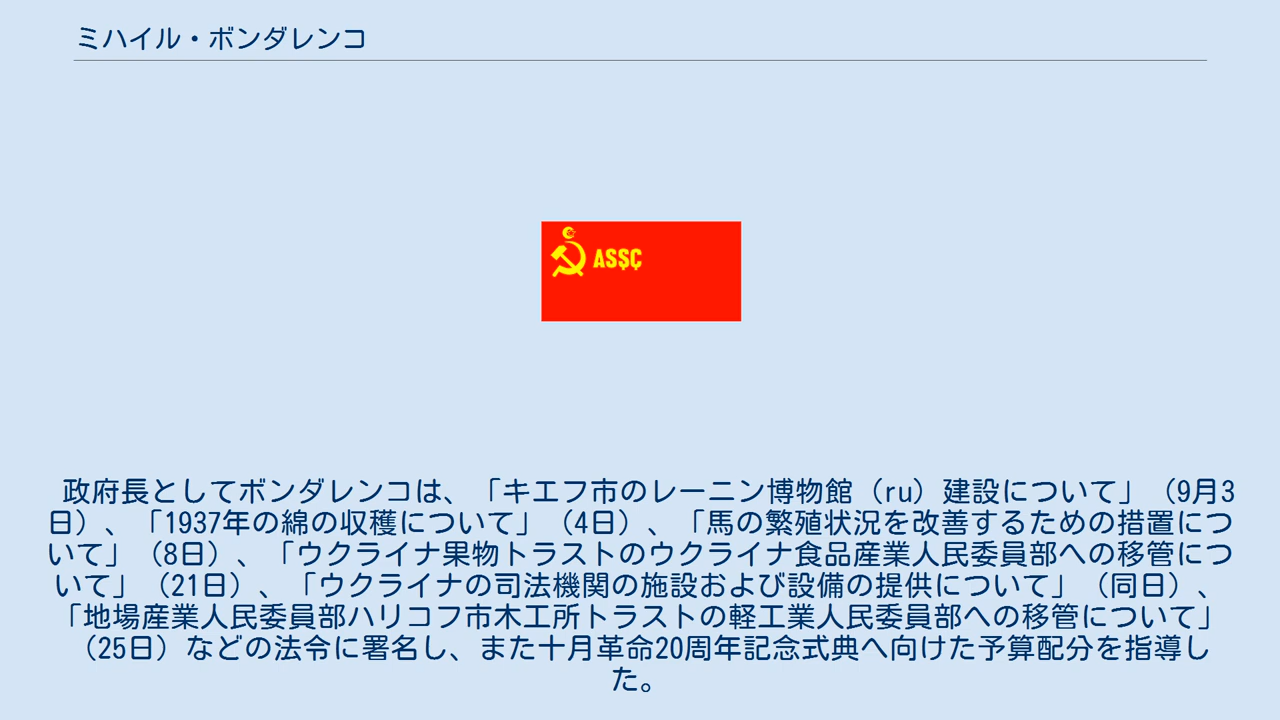 ミハイル・ボンダレンコ
ASŞÇ
政府長としてボンダレンコは、「キエフ市のレーニン博物館（ru）建設について」（9月3
日）、「1937年の綿の収穫について」（4日）、「馬の繁殖状況を改善するための措置につ
いて」（8日）、「ウクライナ果物トラストのウクライナ食品産業人民委員部への移管につ
いて」（21日）、「ウクライナの司法機関の施設および設備の提供について」（同日）、
「地場産業人民委員部ハリコフ市木工所トラストの軽工業人民委員部への移管について」
（25日）などの法令に署名し、また十月革命20周年記念式典へ向けた予算配分を指導し
た。